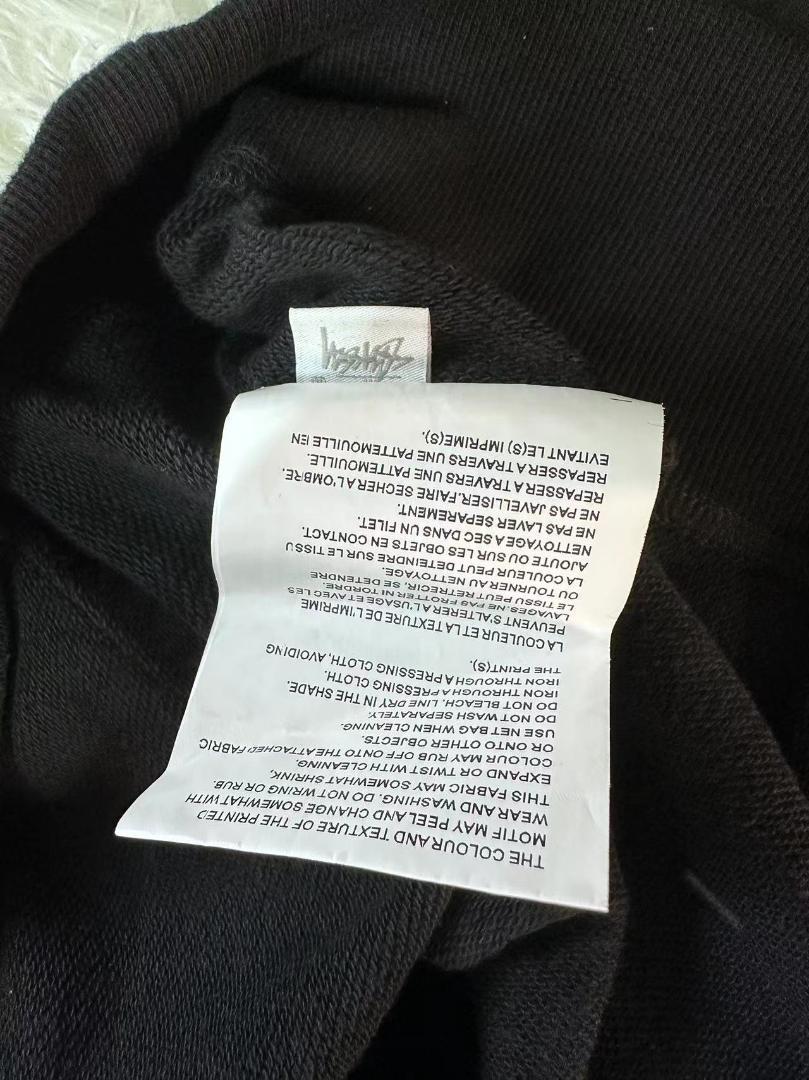 THE COLOUR AND TEXTURE OF THE PRINTED
MOTIF MAY PEEL AND CHANGE SOMEWHAT WITH
WEAR AND WASHING. DO NOT WRING OR RUB.
THIS FABRIC MAY SOMEWHAT SHRINK,
EXPAND OR TWIST WITH CLEANING.
COLOUR MAY RUB OFF ONTO THE ATTACHED FABRIC
OR ONTO OTHER OBJECTS.
USE NET BAG WHEN CLEANING.
DO NOT WASH SEPARATELY.
DO NOT BLEACH. LINE DRY IN THE SHADE.
IRON THROUGH A PRESSING CLOTH.
IRON THROUGH A PRESSING CLOTH, AVOIDING
THE PRINT(S).
LA COULEUR ET LA TEXTURE DE L'IMPRIME
PEUVENT S'ALTERER A L'USAGE ET AVEC LES
LAVAGES. NE PAS FROTTER NI TORDRE.
LE TISSU PEUT RETRECIR, SE DETENDRE
OU TOURNER AU NETTOYAGE.
LA COULEUR PEUT DETEINDRE SUR LE TISSU
AJOUTE OU SUR LES OBJETS EN CONTACT.
NETTOYAGE A SEC DANS UN FILET.
NE PAS LAVER SEPAREMENT.
NE PAS JAVELLISER. FAIRE SECHER A L'OMBRE.
REPASSER A TRAVERS UNE PATTEMOUILLE.
REPASSER A TRAVERS UNE PATTEMOUILLE EN
EVITANT LE(S) IMPRIME(S).